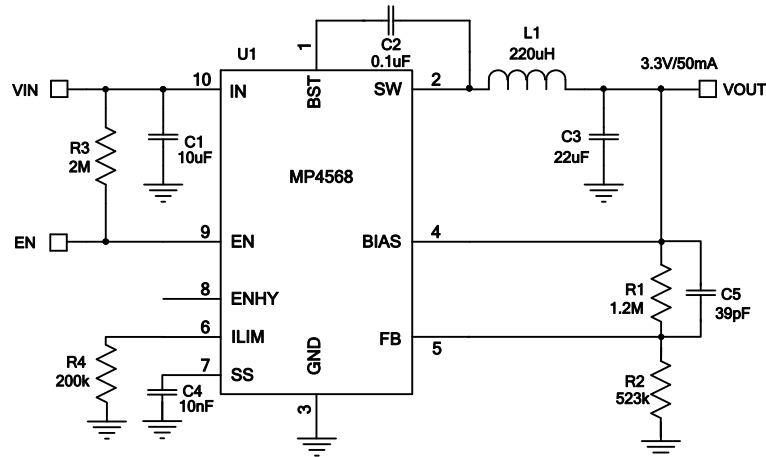 U1
1
C2
0.1uF
L1
220uH
3.3V/50mA
VIN
10
IN
BST
SW
2
VOUT
R3
2M
C1
10uF
C3
22uF
MP4568
EN
9
EN
BIAS
4
8
ENHY
R1
1.2M
C5
39pF
6
ILIM
FB
5
R4
200k
7
SS
GND
C4
10nF
3
R2
523k